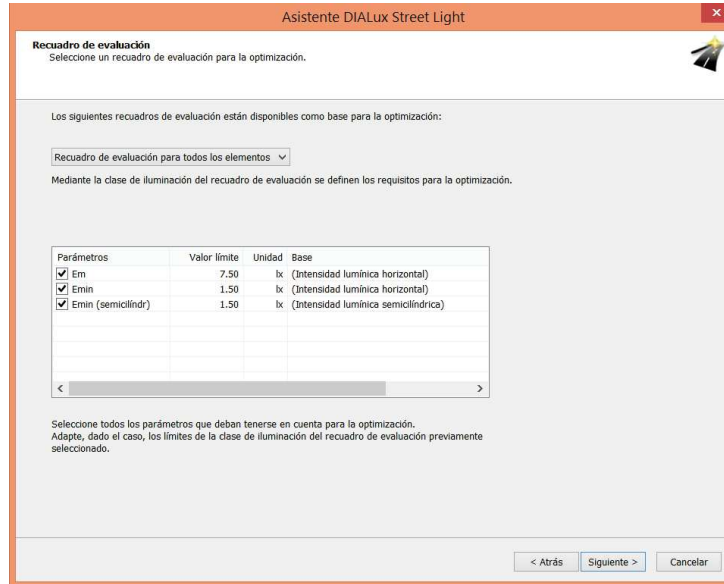 Asistente DIALux Street Light
Recuadro de evaluación
Seleccione un recuadro de evaluación para la optimización.
Los siguientes recuadros de evaluación están disponibles como base para la optimización:
Recuadro de evaluación para todos los elementos
Mediante la clase de iluminación del recuadro de evaluación se definen los requisitos para la optimización.
Parámetros Valor límite Unidad Base
Em 7.50 lx (Intensidad lumínica horizontal)
Emin 1.50 lx (Intensidad lumínica horizontal)
Emin (semicilíndr) 1.50 lx (Intensidad lumínica semicilíndrica)
Seleccione todos los parámetros que deban tenerse en cuenta para la optimización.
Adapte, dado el caso, los límites de la clase de iluminación del recuadro de evaluación previamente
seleccionado.
< Atrás Siguiente > Cancelar